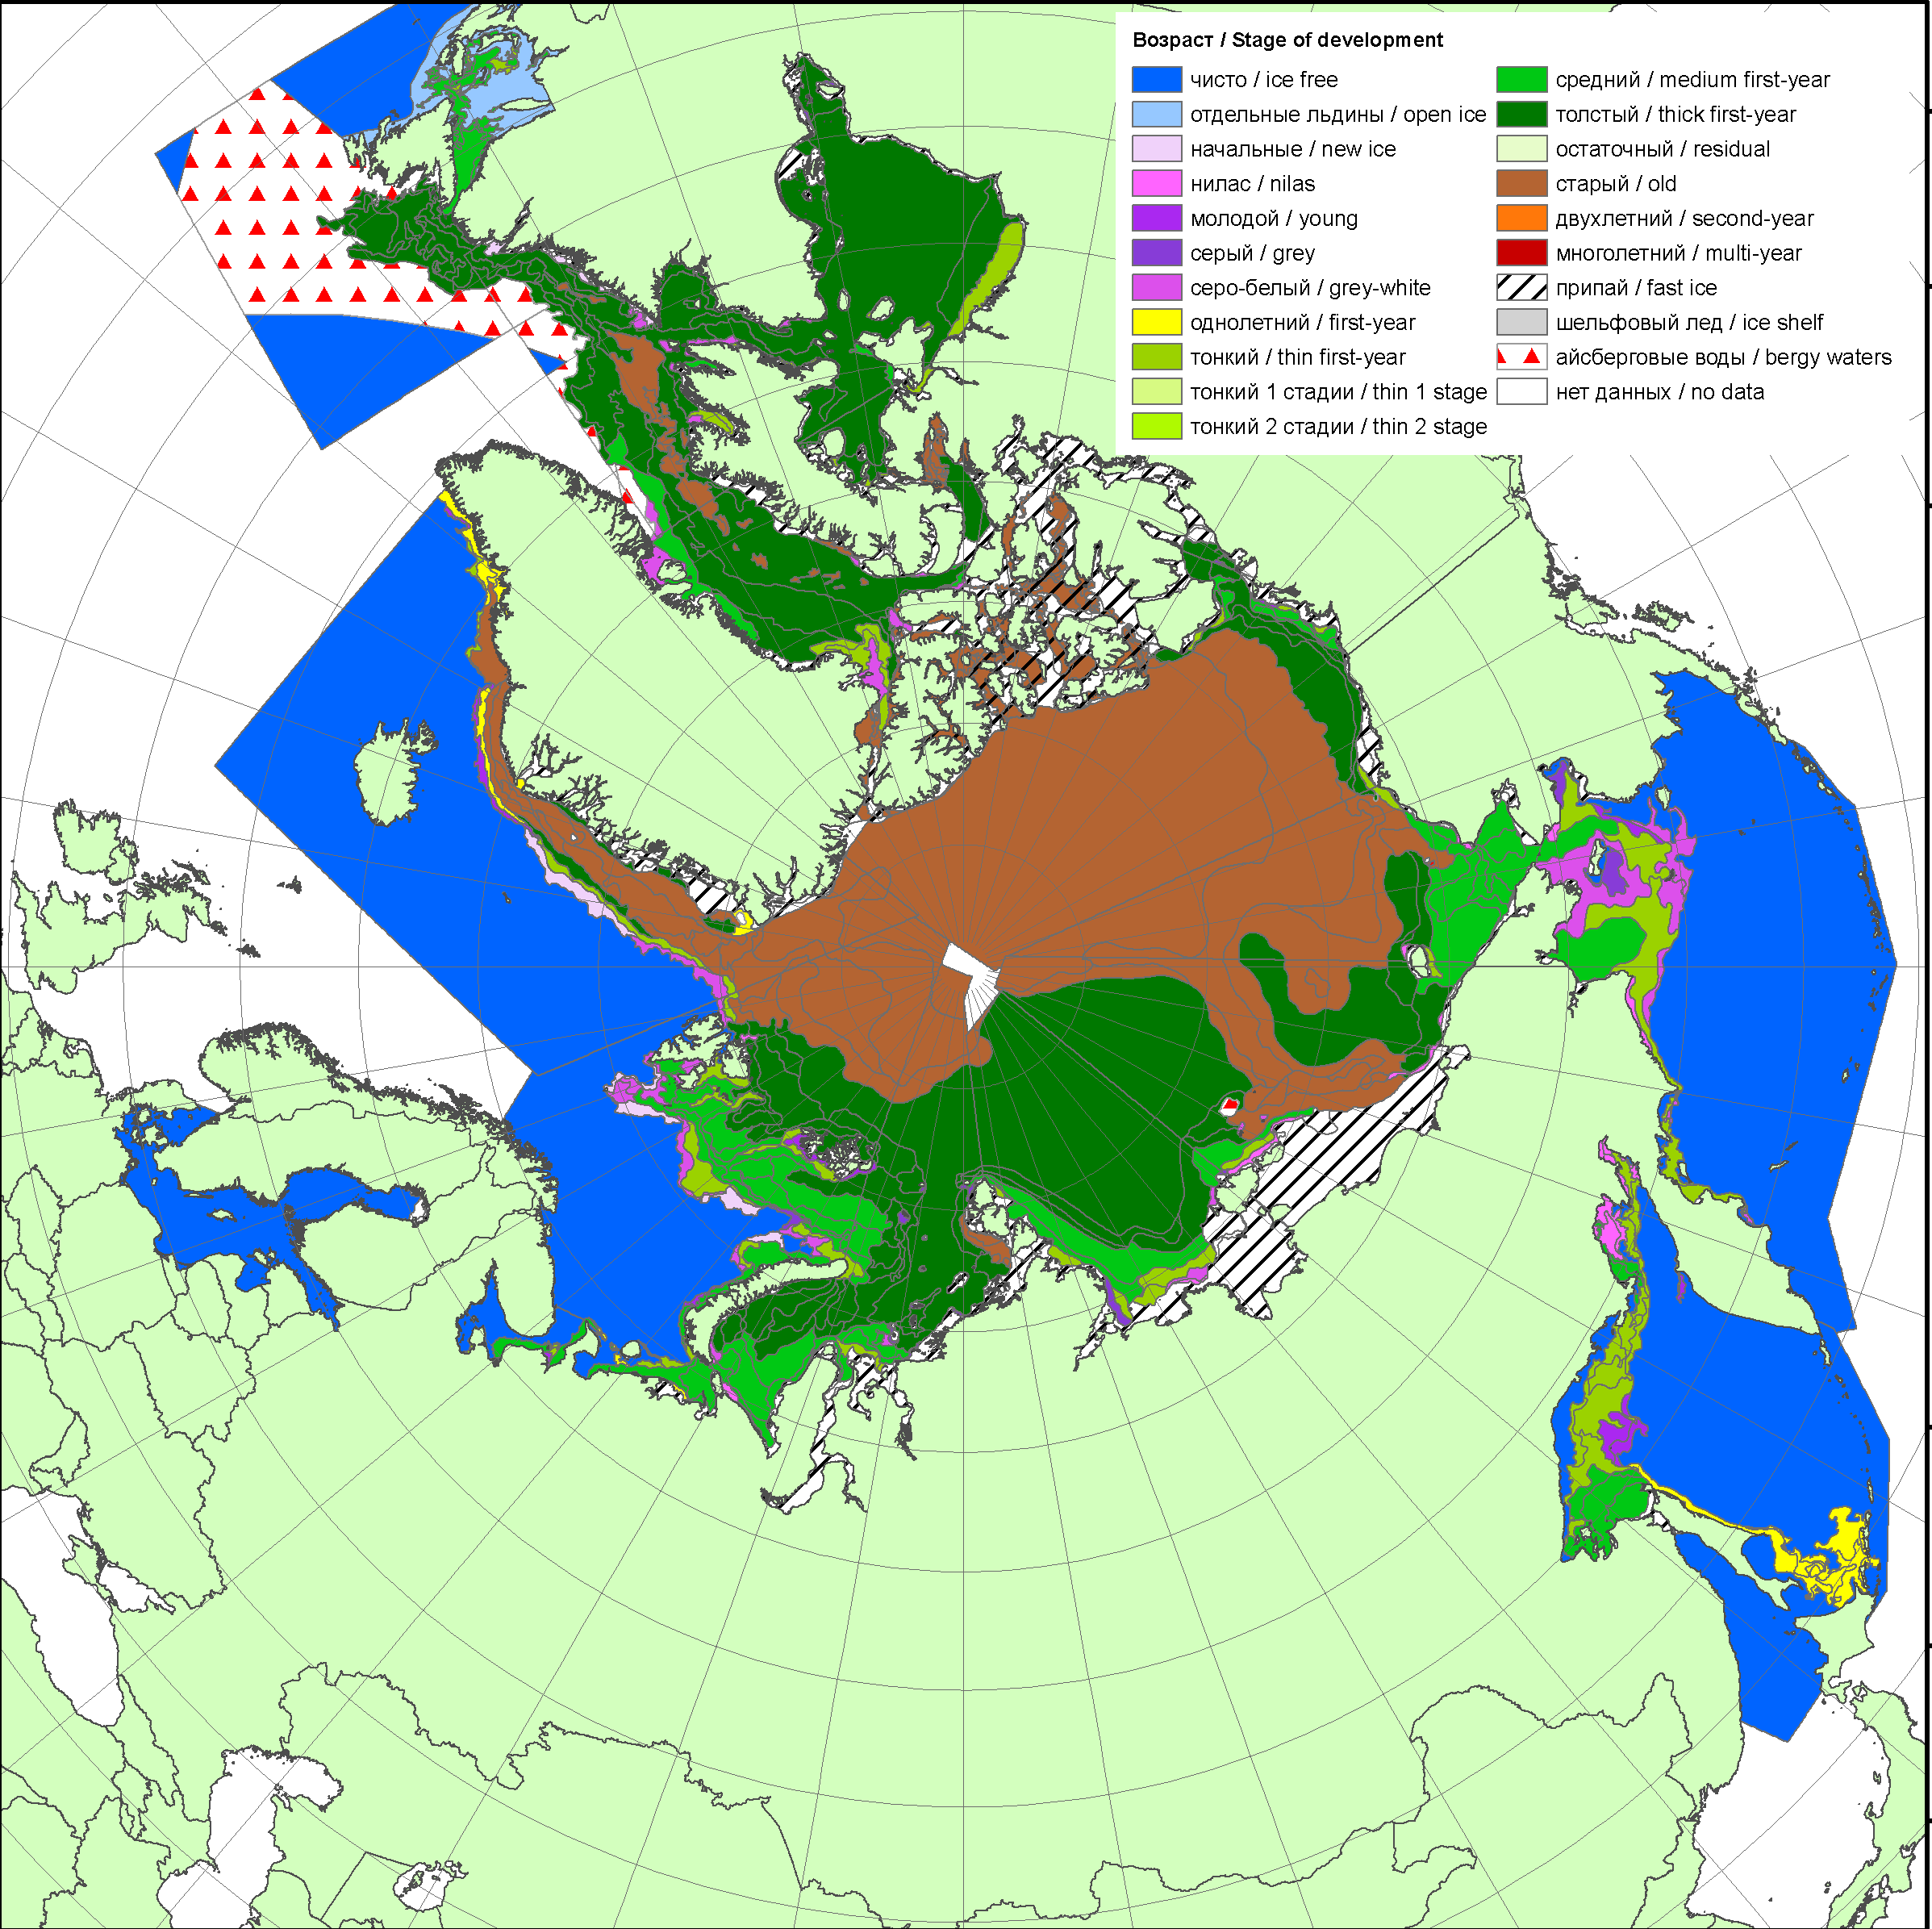 Возраст / Stage of development
чисто / ice free
отдельные льдины / open ice
начальные / new ice
нилас / nilas
молодой / young
серый / grey
серо-белый / grey-white
однолетний / first-year
тонкий / thin first-year
тонкий 1 стадии / thin 1 stage
тонкий 2 стадии / thin 2 stage
средний / medium first-year
толстый / thick first-year
остаточный / residual
старый / old
двухлетний / second-year
многолетний / multi-year
припай / fast ice
шельфовый лед / ice shelf
айсберговые воды / bergy waters
нет данных / no data